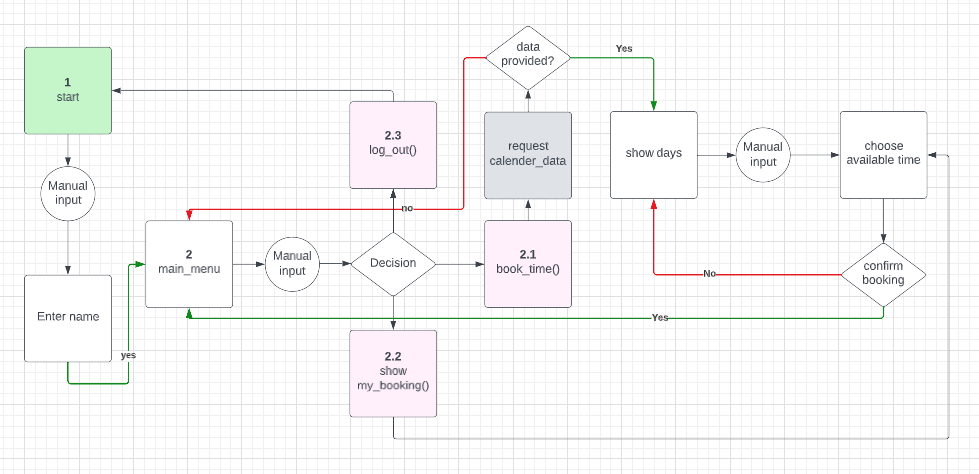 1
start
Manual
input
Enter name
yes
2
main_menu
Manual
input
Decision
2.3
log_out()
no
2.2
show
my_booking()
2.1
book_time()
request
calender_data
data
provided?
Yes
show days
Manual
input
choose
available time
confirm
booking
No
Yes